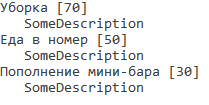 Уборка [70]
SomeDescription
Еда в номер [50]
SomeDescription
Пополнение мини-бара [30]
SomeDescription